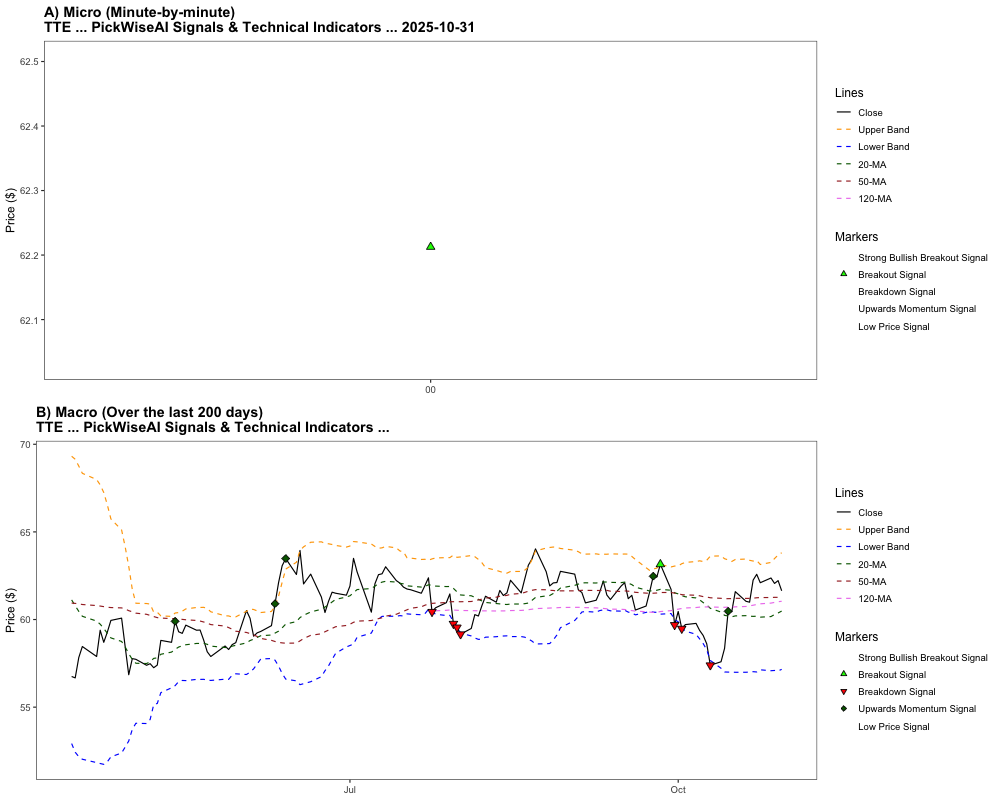 A) Micro (Minute-by-minute)
TTE ... PickWiseAI Signals & Technical Indicators ... 2025-10-31
62.5
62.4
62.3
62.2
62.1
Price ($)
00
Lines
Close
Upper Band
Lower Band
20-MA
50-MA
120-MA
Markers
Strong Bullish Breakout Signal
Breakout Signal
Breakdown Signal
Upwards Momentum Signal
Low Price Signal
B) Macro (Over the last 200 days)
TTE ... PickWiseAI Signals & Technical Indicators ...
70
65
60
55
Price ($)
Jul
Oct
Lines
Close
Upper Band
Lower Band
20-MA
50-MA
120-MA
Markers
Strong Bullish Breakout Signal
Breakout Signal
Breakdown Signal
Upwards Momentum Signal
Low Price Signal